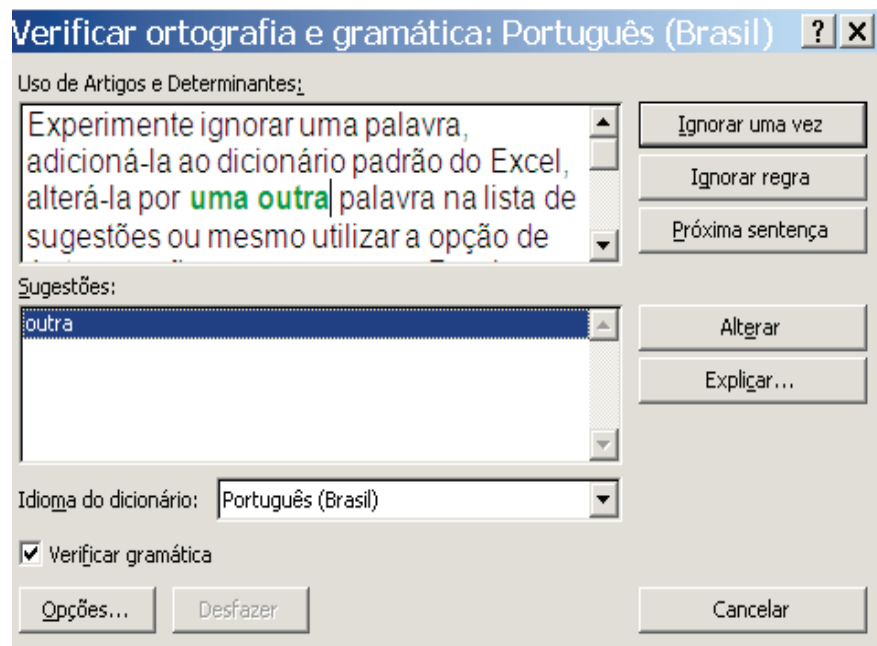 Verificar ortografia e gramática: Português (Brasil)
Uso de Artigos e Determinantes:
Experimente ignorar uma palavra,
adicioná-la ao dicionário padrão do Excel,
alterá-la por uma outra palavra na lista de
sugestões ou mesmo utilizar a opção de
Ignorar uma vez
Ignorar regra
Próxima sentença
Sugestões:
outra
Alterar
Explicar...
Idioma do dicionário: Português (Brasil)
Verificar gramática
Opções... Desfazer Cancelar